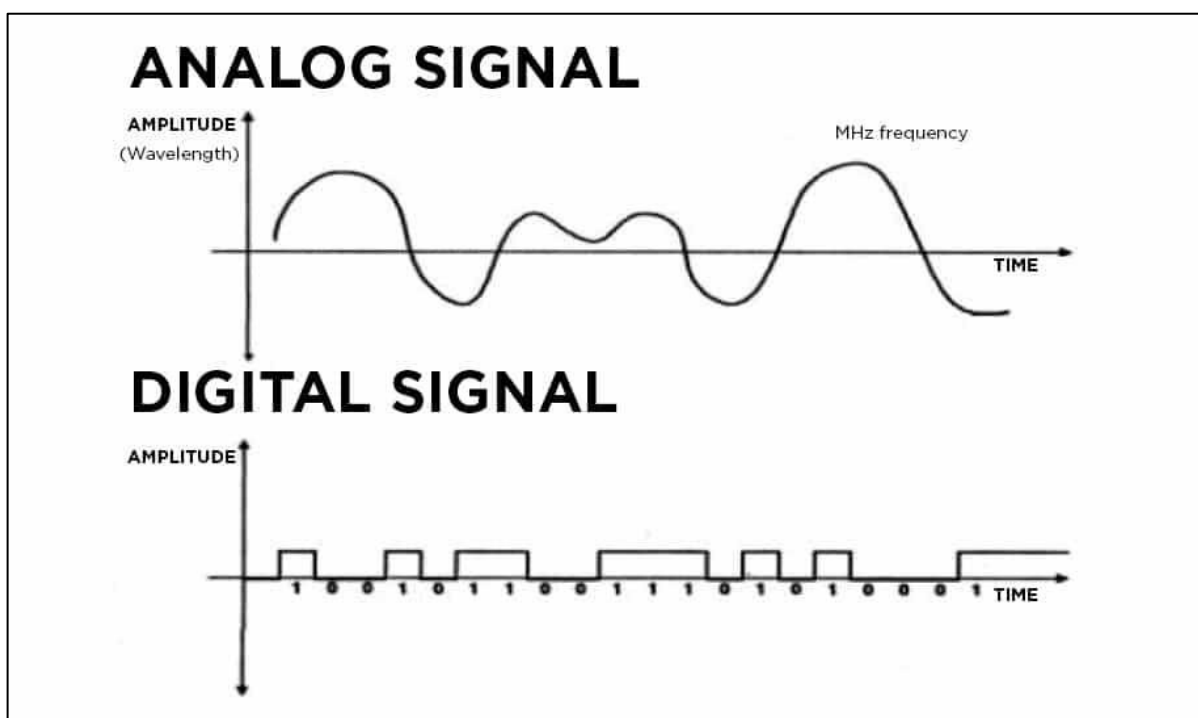 ANALOG SIGNAL
AMPLITUDE
(Wavelength)
MHz frequency
TIME
DIGITAL SIGNAL
AMPLITUDE
1 0 0 1 0 1 1 0 0 1 1 1 0 1 0 1 0 0 0 1 TIME